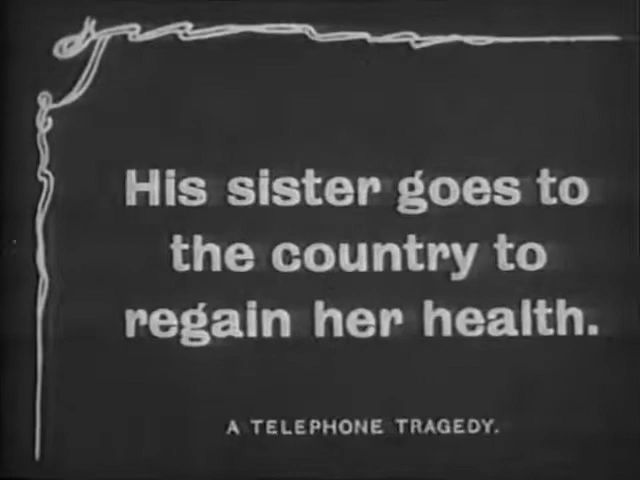 His sister goes to
the country to
regain her health.
A TELEPHONE TRAGEDY.